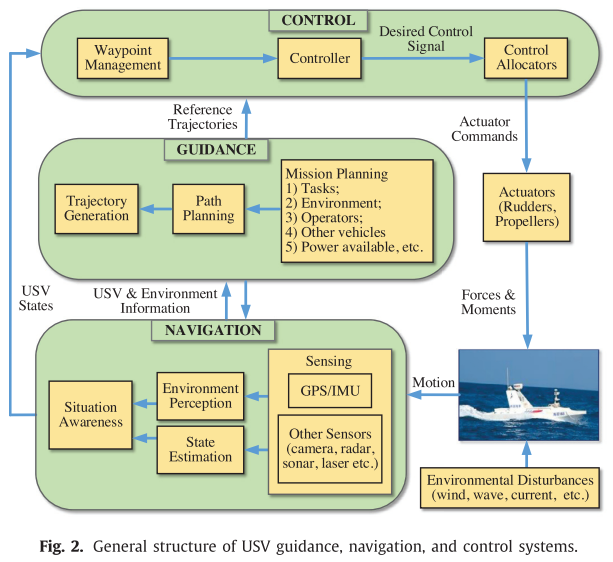 CONTROL
Waypoint
Management
Controller
Desired Control
Signal
Control
Allocators
Reference
Trajectories
Actuator
Commands
GUIDANCE
Trajectory
Generation
Path
Planning
Mission Planning
1) Tasks;
2) Environment;
3) Operators;
4) Other vehicles
5) Power available, etc.
Actuators
(Rudders,
Propellers)
USV
States
USV & Environment
Information
Forces &
Moments
NAVIGATION
Situation
Awareness
Environment
Perception
State
Estimation
Sensing
GPS/IMU
Other Sensors
(camera, radar,
sonar, laser etc.)
Motion
Environmental Disturbances
(wind, wave, current, etc.)
Fig. 2. General structure of USV guidance, navigation, and control systems.